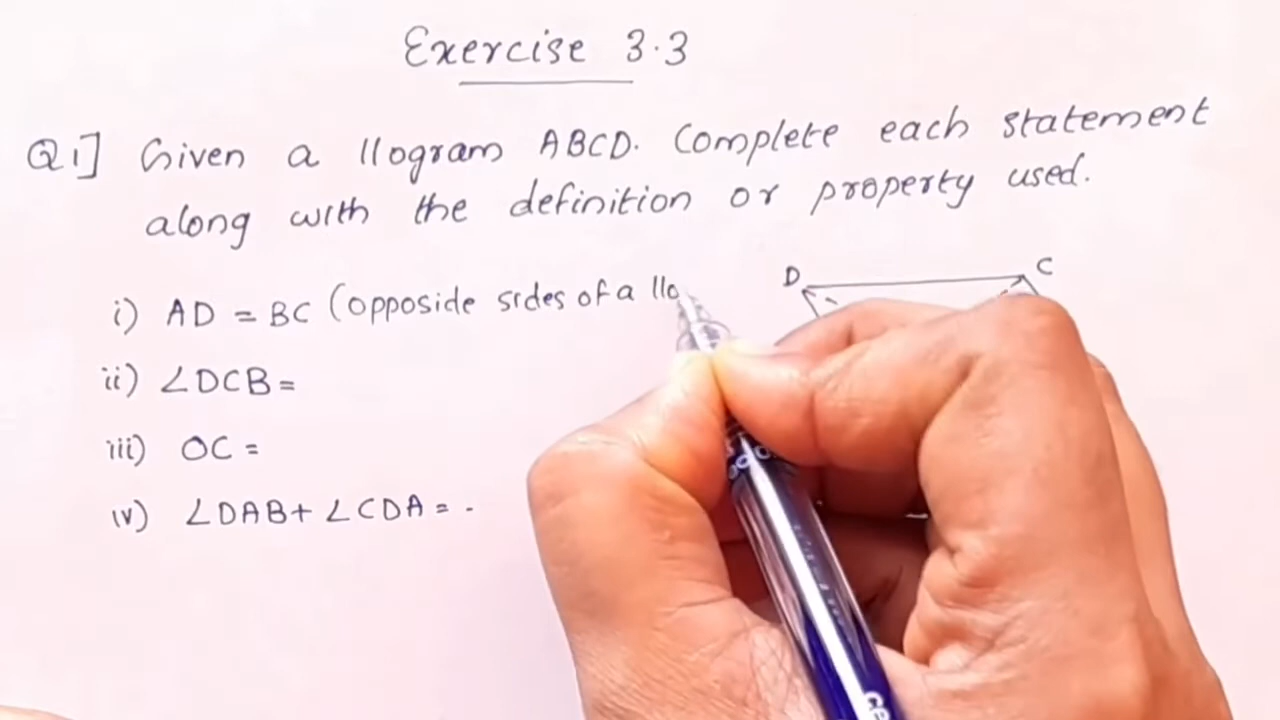 Exercise 3.3
Q1] Given a llogram ABCD. Complete each statement
along with the definition or property used.
i) AD = BC (opposide sides of a llo
D
C
ii) ∠DCB =
iii) OC =
iv) ∠DAB + ∠CDA = .